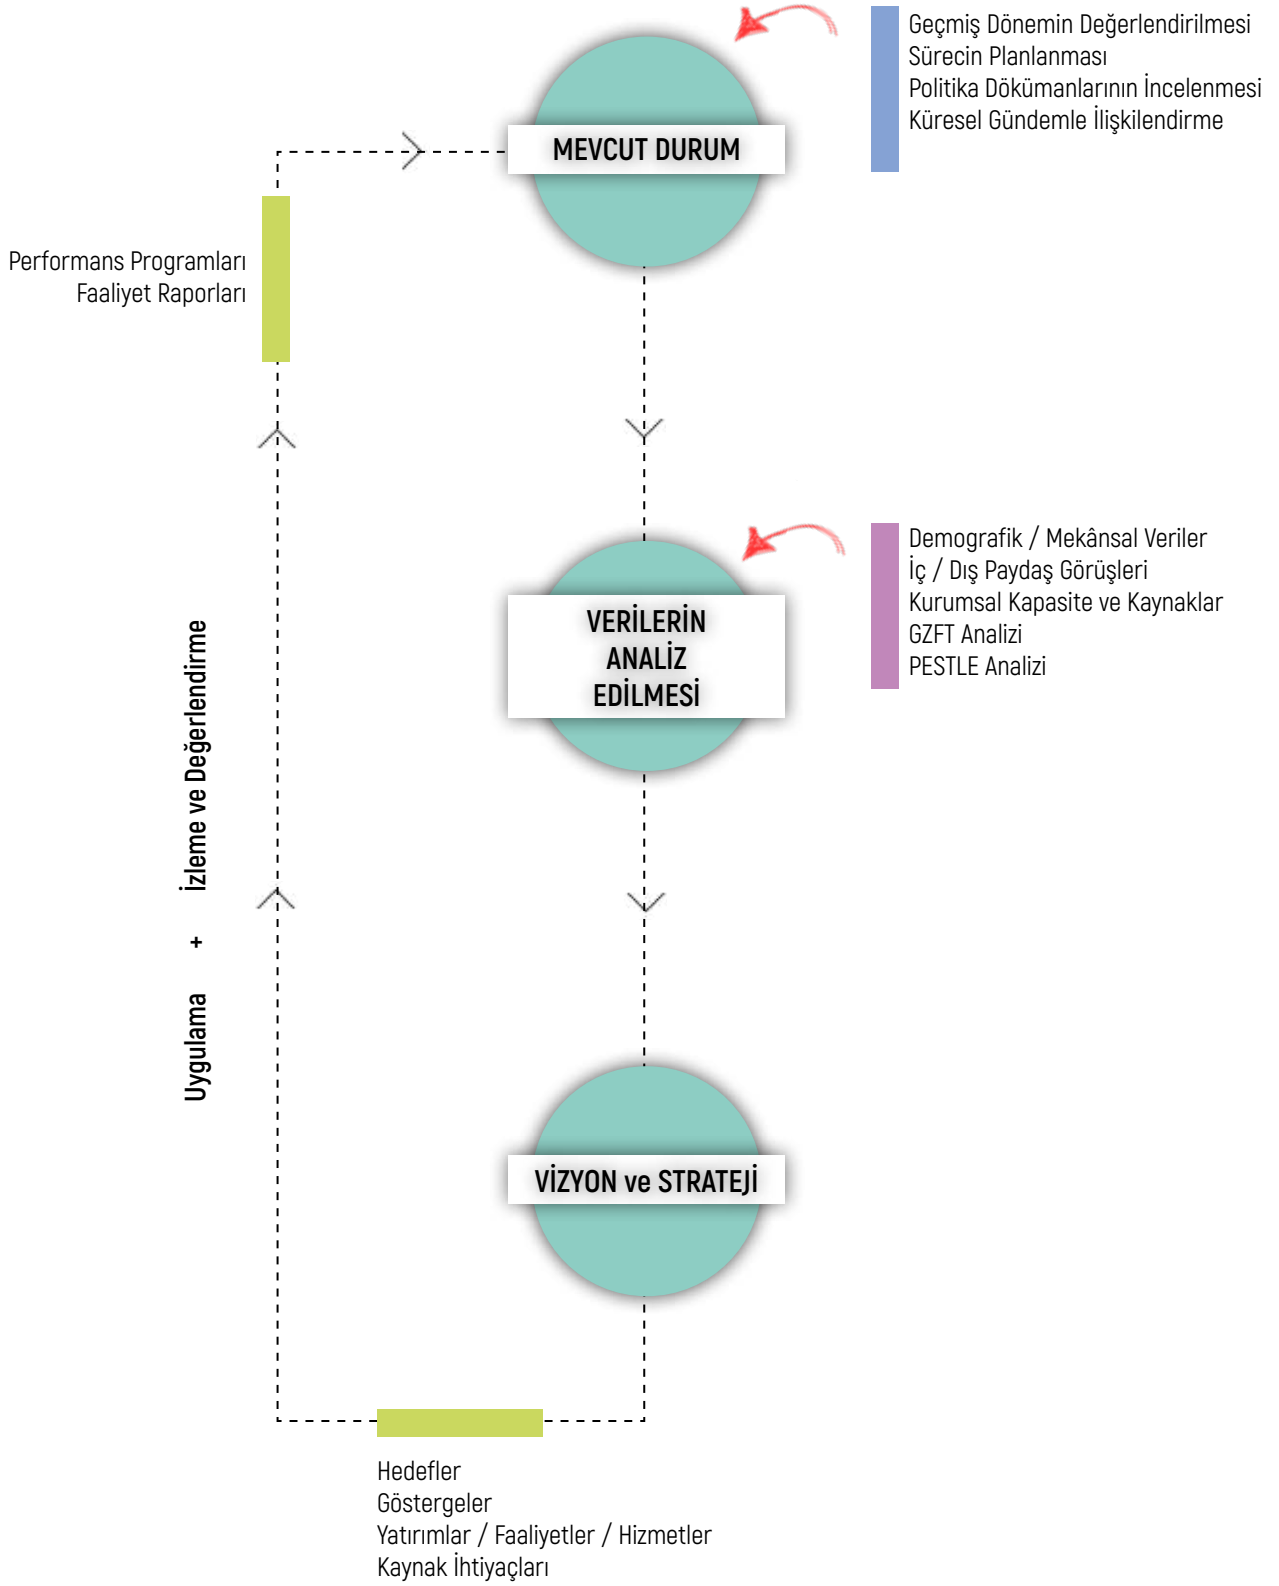 Geçmiş Dönemin Değerlendirilmesi
Sürecin Planlanması
Politika Dökümanlarının İncelenmesi
Küresel Gündemle İlişkilendirme
MEVCUT DURUM
Performans Programları
Faaliyet Raporları
Demografik / Mekânsal Veriler
İç / Dış Paydaş Görüşleri
Kurumsal Kapasite ve Kaynaklar
GZFT Analizi
PESTLE Analizi
VERİLERİN
ANALİZ
EDİLMESİ
Uygulama + İzleme ve Değerlendirme
VİZYON ve STRATEJİ
Hedefler
Göstergeler
Yatırımlar / Faaliyetler / Hizmetler
Kaynak İhtiyaçları